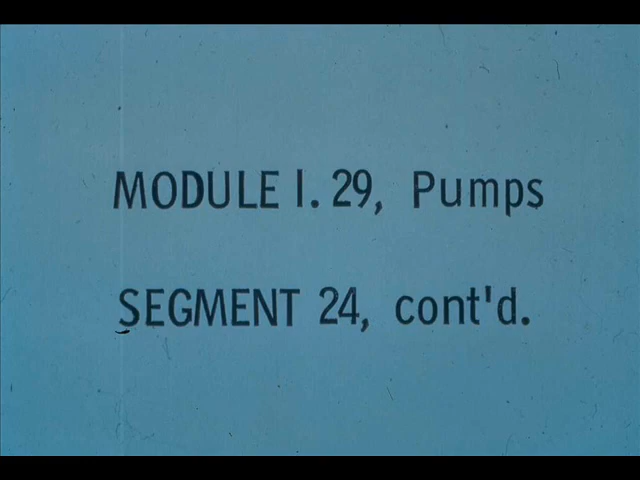 MODULE I. 29, Pumps
SEGMENT 24, cont'd.